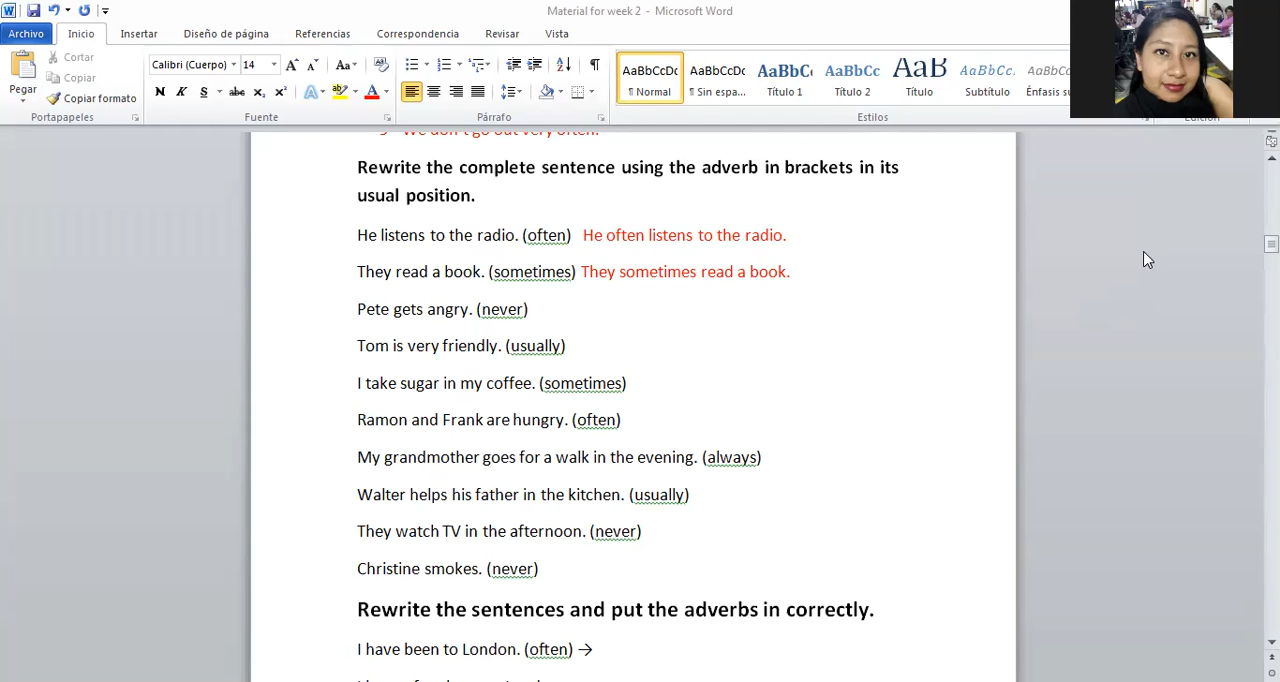 Material for week 2 - Microsoft Word
Archivo Inicio Insertar Diseño de página Referencias Correspondencia Revisar Vista
Cortar
Copiar
Copiar formato
Pegar
Calibri (Cuerpo) 14
AaBbCcDc AaBbCcDc AaBbC AaBbCc AaB AaBbCc. AaBbCc
¶ Normal ¶ Sin espa... Título 1 Título 2 Título Subtítulo Énfasis s
Portapapeles Fuente Párrafo Estilos
5 We don't go out very often.
Rewrite the complete sentence using the adverb in brackets in its
usual position.
He listens to the radio. (often) He often listens to the radio.
They read a book. (sometimes) They sometimes read a book.
Pete gets angry. (never)
Tom is very friendly. (usually)
I take sugar in my coffee. (sometimes)
Ramon and Frank are hungry. (often)
My grandmother goes for a walk in the evening. (always)
Walter helps his father in the kitchen. (usually)
They watch TV in the afternoon. (never)
Christine smokes. (never)
Rewrite the sentences and put the adverbs in correctly.
I have been to London. (often) →